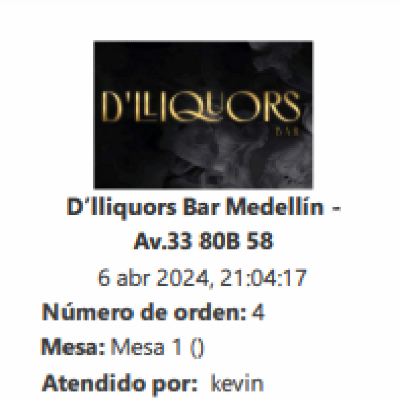 D'LLIQUORS
BAR
D’lliquors Bar Medellín -
Av.33 80B 58
6 abr 2024, 21:04:17
Número de orden: 4
Mesa: Mesa 1 ()
Atendido por: kevin